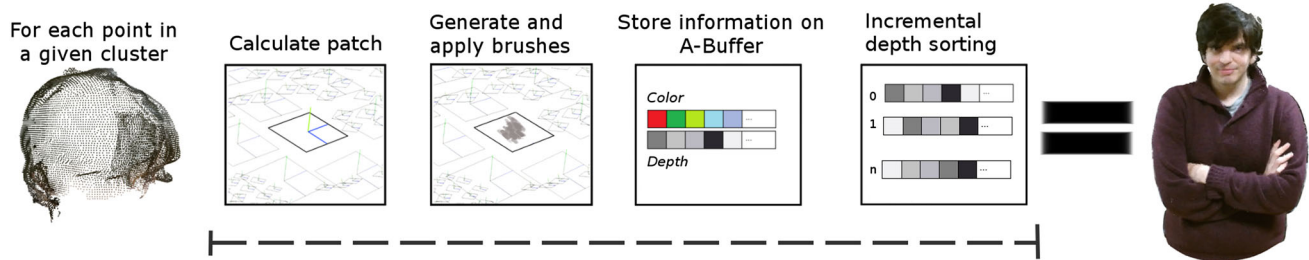 For each point in
a given cluster
Calculate patch
Generate and
apply brushes
Store information on
A-Buffer
Color
...
...
Depth
Incremental
depth sorting
0
...
1
...
n
...